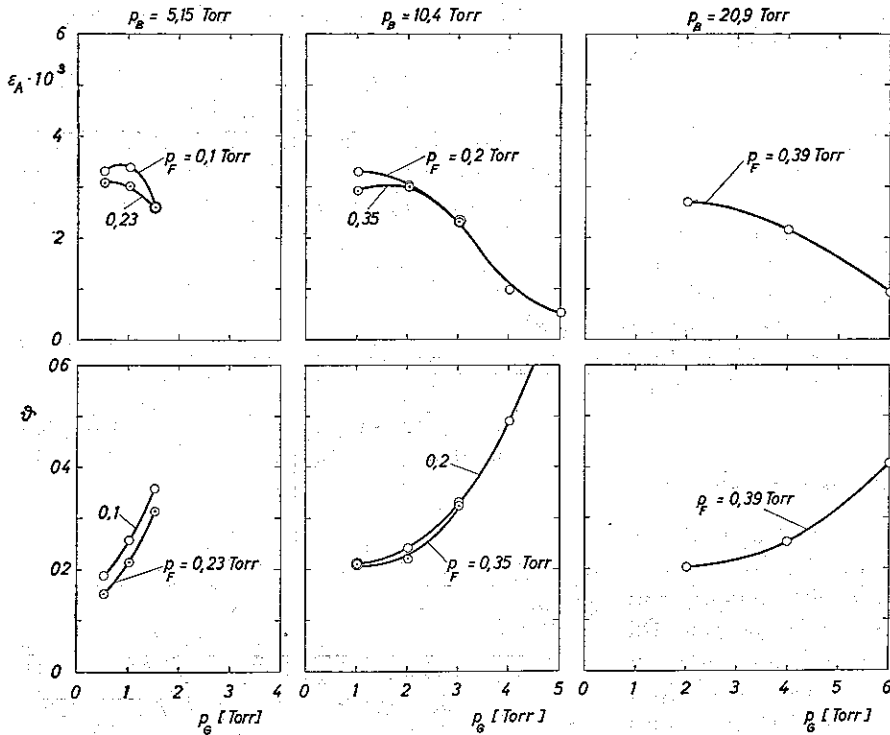 p_B = 5,15 Torr
p_B = 10,4 Torr
p_B = 20,9 Torr
6
ε_A · 10³
4
2
0
p_F = 0,1 Torr
0,23
p_F = 0,2 Torr
0,35
p_F = 0,39 Torr
06
ϑ
04
02
0
0,1
p_F = 0,23 Torr
0,2
p_F = 0,35 Torr
p_F = 0,39 Torr
0 1 2 3 4
0 1 2 3 4 5
0 1 2 3 4 5 6
p_G [Torr]
p_G [Torr]
p_G [Torr]